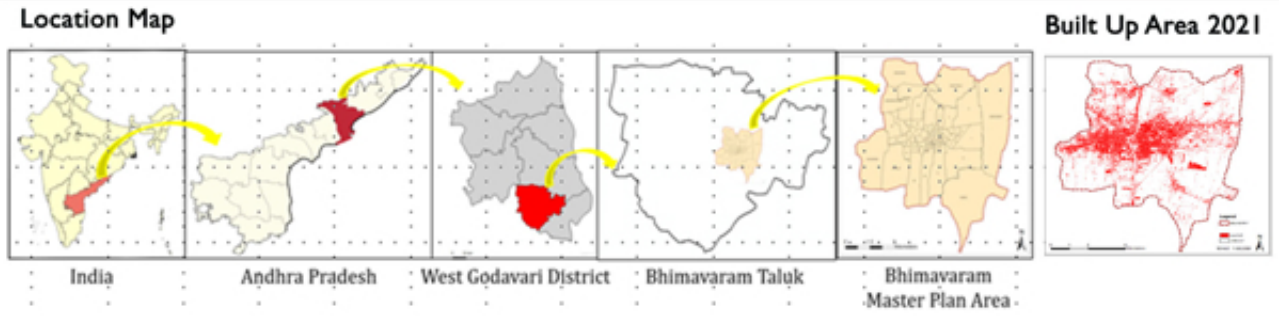 Location Map
Built Up Area 2021
India
Andhra Pradesh
West Godavari District
Bhimavaram Taluk
Bhimavaram
Master Plan Area